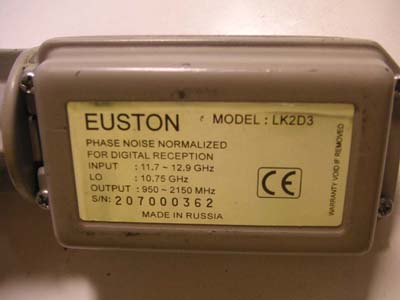 EUSTON MODEL : LK2D3
PHASE NOISE NORMALIZED
FOR DIGITAL RECEPTION
INPUT : 11.7 ~ 12.9 GHz
LO : 10.75 GHz
OUTPUT : 950 ~ 2150 MHz
S/N: 207000362
MADE IN RUSSIA
CE
WARRANTY VOID IF REMOVED